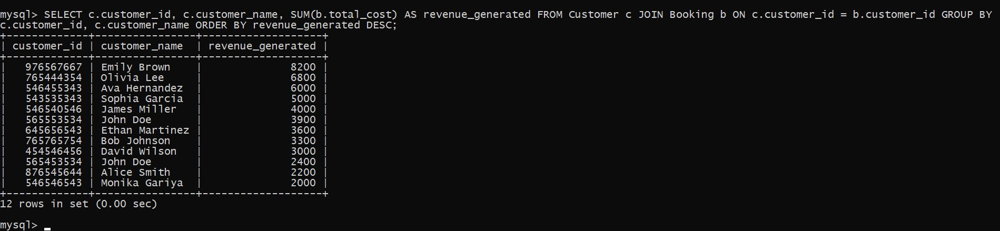 mysql> SELECT c.customer_id, c.customer_name, SUM(b.total_cost) AS revenue_generated FROM Customer c JOIN Booking b ON c.customer_id = b.customer_id GROUP BY
c.customer_id, c.customer_name ORDER BY revenue_generated DESC;
+-------------+----------------+-------------------+
| customer_id | customer_name  | revenue_generated |
+-------------+----------------+-------------------+
|   976567667 | Emily Brown    |              8200 |
|   765444354 | Olivia Lee     |              6800 |
|   546455343 | Ava Hernandez  |              6000 |
|   543535343 | Sophia Garcia  |              5000 |
|   546540546 | James Miller   |              4000 |
|   565553534 | John Doe       |              3900 |
|   645656543 | Ethan Martinez |              3600 |
|   765765754 | Bob Johnson    |              3300 |
|   454546456 | David Wilson   |              3000 |
|   565453534 | John Doe       |              2400 |
|   876545644 | Alice Smith    |              2200 |
|   546546543 | Monika Gariya  |              2000 |
+-------------+----------------+-------------------+
12 rows in set (0.00 sec)

mysql>